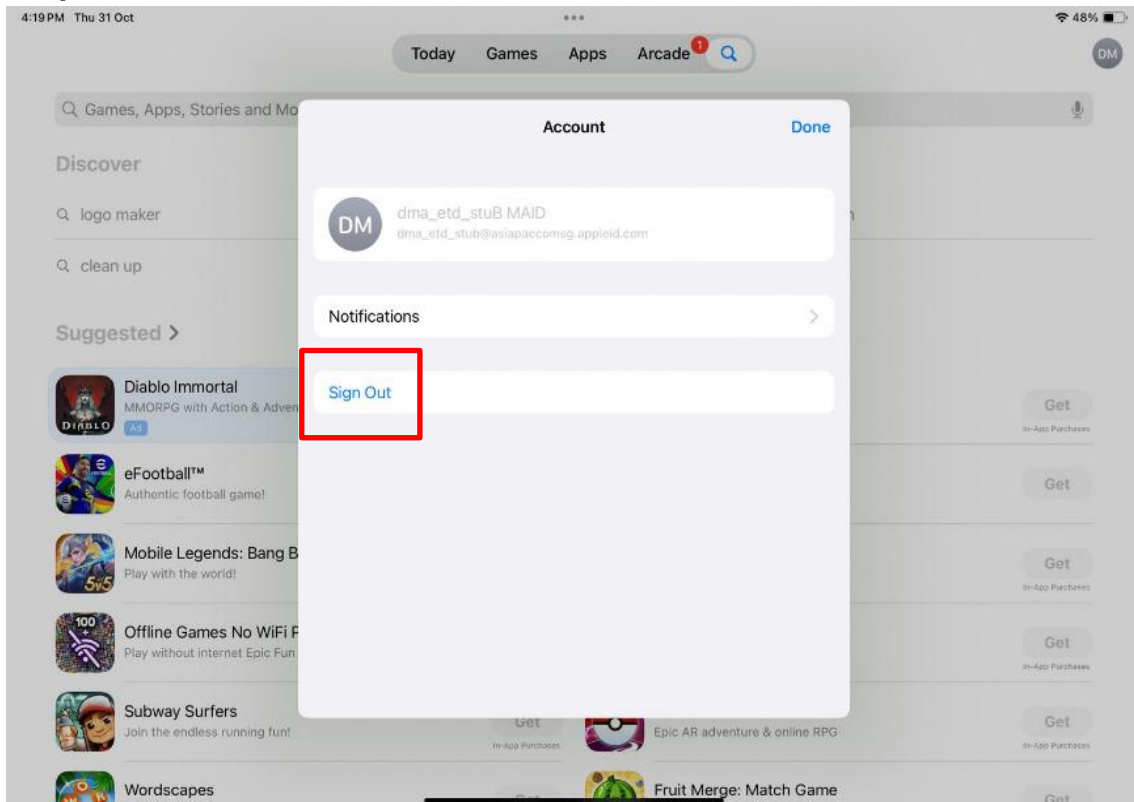 4:19 PM Thu 31 Oct
48%
Today Games Apps Arcade 1
DM
Games, Apps, Stories and Mo
Account Done
Discover
logo maker
clean up
DM
dma_etd_stuB MAID
dma_etd_stub@asiapaccomsg.appleid.com
Notifications
Suggested >
Sign Out
Diablo Immortal
MMORPG with Action & Adven
Ad
DIABLO
Get
In-App Purchases
eFootball™
Authentic football game!
Get
Mobile Legends: Bang B
Play with the world!
5v5
Get
In-App Purchases
100+
Offline Games No WiFi P
Play without internet Epic Fun
Get
In-App Purchases
Subway Surfers
Join the endless running fun!
Get
In-App Purchases
Epic AR adventure & online RPG
Get
In-App Purchases
Wordscapes
Get
Fruit Merge: Match Game
Get